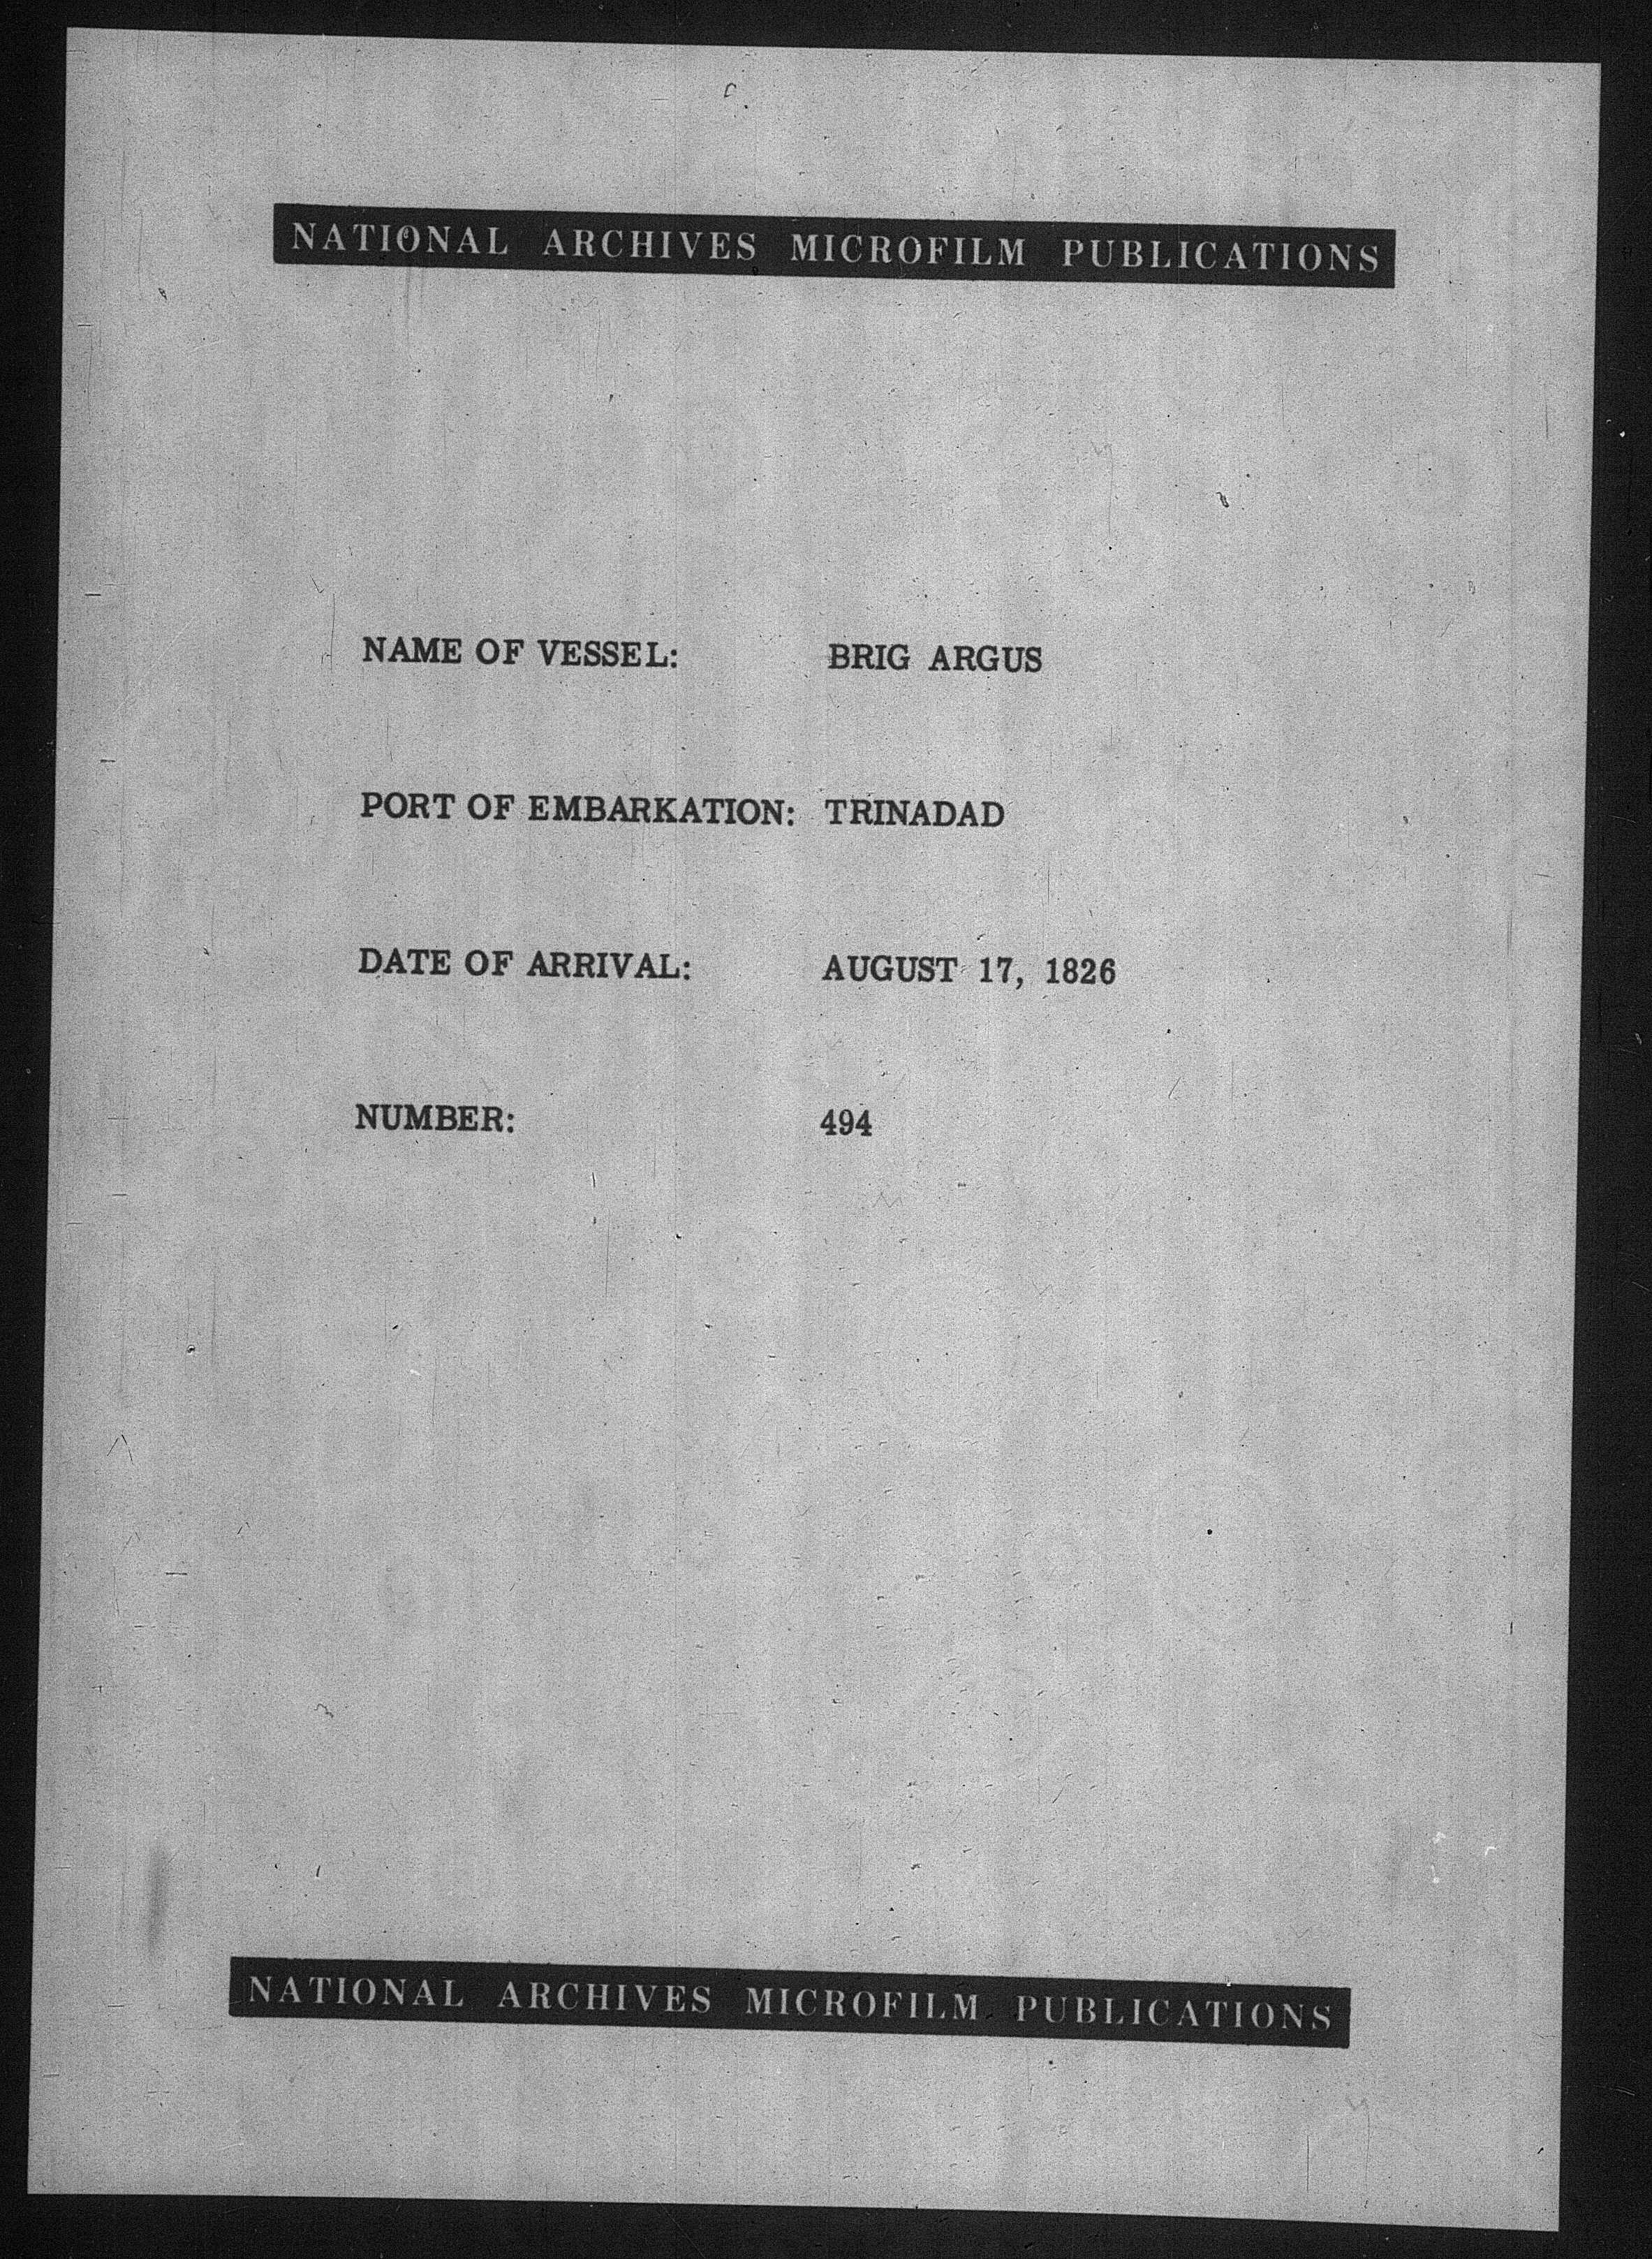 NATIONAL ARCHIVES MICROFILM PUBLICATIONS
NAME OF VESSEL: BRIG ARGUS
PORT OF EMBARKATION: TRINADAD
DATE OF ARRIVAL: AUGUST 17, 1826
NUMBER: 494
NATIONAL ARCHIVES MICROFILM PUBLICATIONS